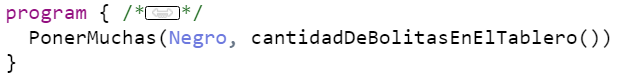 program { /* */
PonerMuchas(Negro, cantidadDeBolitasEnElTablero())
}